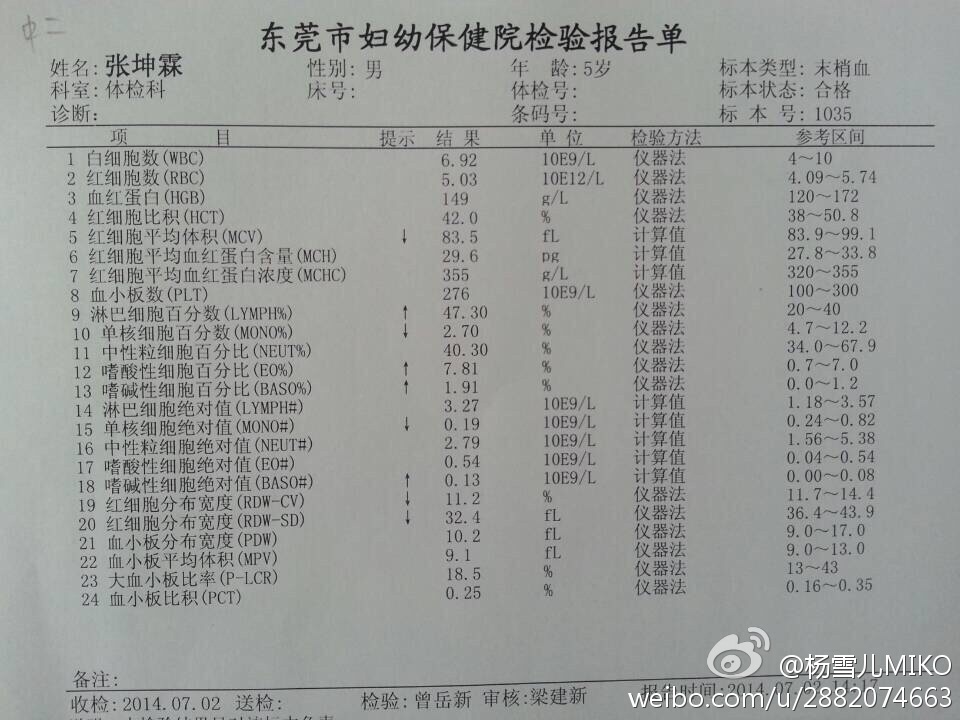 中二
东莞市妇幼保健院检验报告单
姓名: 张坤霖 性别: 男 年 龄: 5岁 标本类型: 末梢血
科室: 体检科 床号: 体检号: 标本状态: 合格
诊断: 条码号: 标 本 号: 1035
项 目 提示 结 果 单 位 检验方法 参考区间
1 白细胞数(WBC) 6.92 10E9/L 仪器法 4～10
2 红细胞数(RBC) 5.03 10E12/L 仪器法 4.09～5.74
3 血红蛋白(HGB) 149 g/L 仪器法 120～172
4 红细胞比积(HCT) 42.0 % 仪器法 38～50.8
5 红细胞平均体积(MCV) ↓ 83.5 fL 计算值 83.9～99.1
6 红细胞平均血红蛋白含量(MCH) 29.6 pg 计算值 27.8～33.8
7 红细胞平均血红蛋白浓度(MCHC) 355 g/L 计算值 320～355
8 血小板数(PLT) 276 10E9/L 仪器法 100～300
9 淋巴细胞百分数(LYMPH%) ↑ 47.30 % 仪器法 20～40
10 单核细胞百分数(MONO%) ↓ 2.70 % 仪器法 4.7～12.2
11 中性粒细胞百分比(NEUT%) 40.30 % 仪器法 34.0～67.9
12 嗜酸性细胞百分比(EO%) ↑ 7.81 % 仪器法 0.7～7.0
13 嗜碱性细胞百分比(BASO%) ↑ 1.91 % 仪器法 0.0～1.2
14 淋巴细胞绝对值(LYMPH#) 3.27 10E9/L 计算值 1.18～3.57
15 单核细胞绝对值(MONO#) ↓ 0.19 10E9/L 计算值 0.24～0.82
16 中性细胞绝对值(NEUT#) 2.79 10E9/L 计算值 1.56～5.38
17 嗜酸性细胞绝对值(EO#) 0.54 10E9/L 计算值 0.04～0.54
18 嗜碱性细胞绝对值(BASO#) ↑ 0.13 10E9/L 计算值 0.00～0.08
19 红细胞分布宽度(RDW-CV) ↓ 11.2 % 仪器法 11.7～14.4
20 红细胞分布宽度(RDW-SD) ↓ 32.4 fL 仪器法 36.4～43.9
21 血小板分布宽度(PDW) 10.2 fL 仪器法 9.0～17.0
22 血小板平均体积(MPV) 9.1 fL 仪器法 9.0～13.0
23 大血小板比率(P-LCR) 18.5 % 仪器法 13～43
24 血小板比积(PCT) 0.25 % 仪器法 0.16～0.35
备注:
收检: 2014.07.02 送检: 检验: 曾岳新 审核:梁建新 报告时间:2014.07.02
@杨雪儿MIKO
weibo.com/u/2882074663